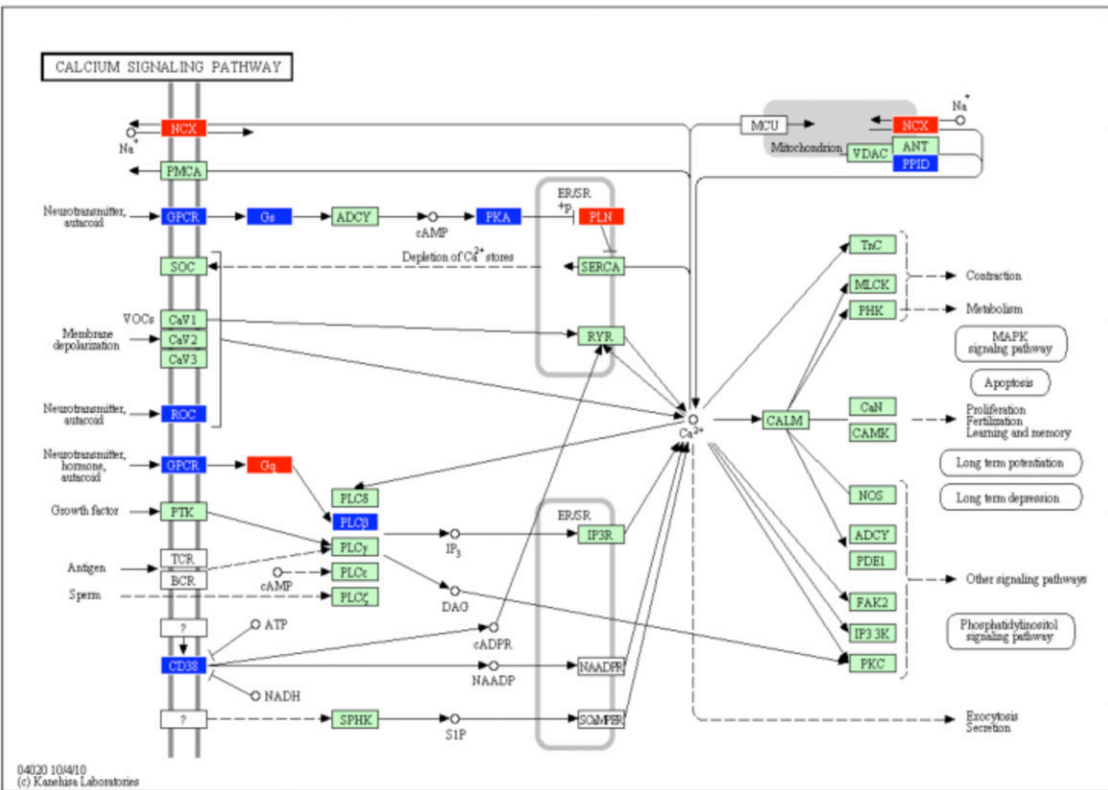 CALCIUM SIGNALING PATHWAY
NCX
Na+
PMCA
Neurotransmitter,
autacoid
GPCR
Gs
ADCY
cAMP
PKA
+p
ER/SR
PLN
SOC
Depletion of Ca2+ stores
SERCA
VOCs
CaV1
CaV2
CaV3
Membrane
depolarization
RYR
Neurotransmitter,
autacoid
ROC
Neurotransmitter,
hormone,
autacoid
GPCR
Gq
Growth factor
PTK
Antigen
TCR
BCR
Sperm
PLCδ
PLCβ
PLCγ
PLCε
PLCζ
cAMP
IP3
DAG
ER/SR
IP3R
?
ATP
CD38
NADH
cADPR
NAADP
NAADPR
?
SPHK
S1P
SCaMPER
MCU
Mitochondrion
NCX
Na+
VDAC
ANT
PPID
Ca2+
CALM
TnC
MLCK
PHK
CaN
CAMK
NOS
ADCY
PDE1
FAK2
IP3 3K
PKC
Contraction
Metabolism
MAPK
signaling pathway
Apoptosis
Proliferation
Fertilization
Learning and memory
Long term potentiation
Long term depression
Other signaling pathways
Phosphatidylinositol
signaling pathway
Exocytosis
Secretion
04020 10/4/10
(c) Kanehisa Laboratories